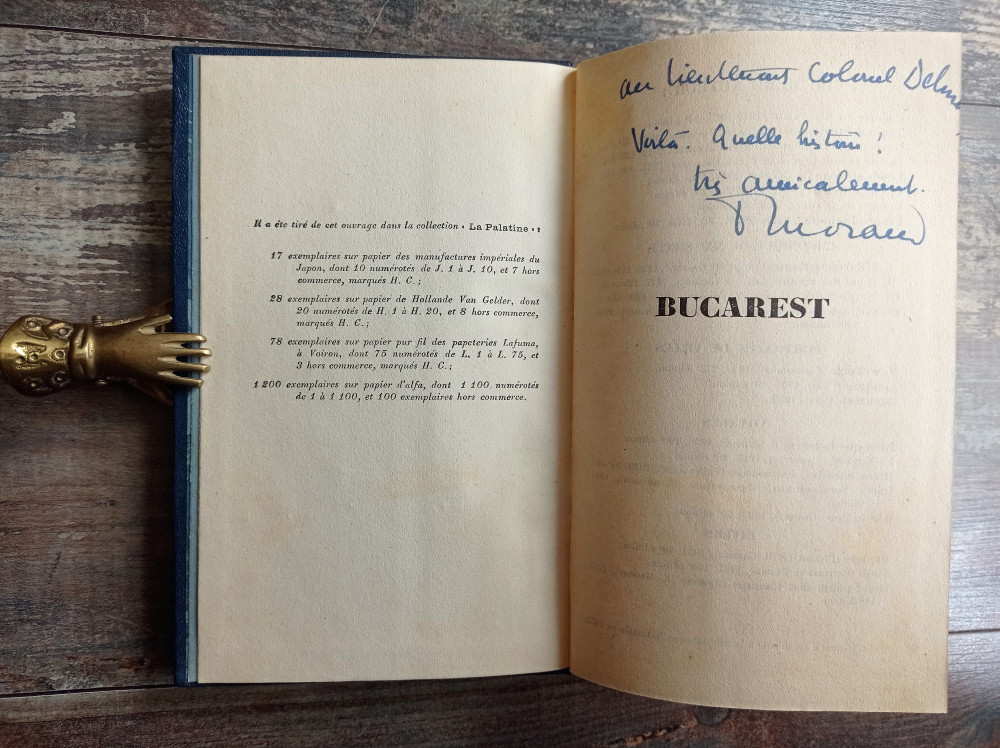 Il a été tiré de cet ouvrage dans la collection « La Palatine » :
17 exemplaires sur papier des manufactures impériales du
Japon, dont 10 numérotés de J. 1 à J. 10, et 7 hors
commerce, marqués H. C. ;
28 exemplaires sur papier de Hollande Van Gelder, dont
20 numérotés de H. 1 à H. 20, et 8 hors commerce,
marqués H. C. ;
78 exemplaires sur papier pur fil des papeteries Lafuma,
à Voiron, dont 75 numérotés de L. 1 à L. 75, et
3 hors commerce, marqués H. C. ;
1 200 exemplaires sur papier d'alfa, dont 1 100 numérotés
de 1 à 1 100, et 100 exemplaires hors commerce.
au Lieutenant Colonel
Voilà. Quelle histoire !
très amicalement.
P Morand
BUCAREST